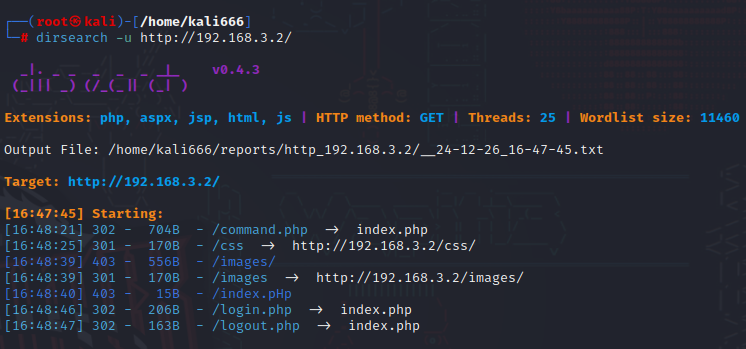 ┌──(root㉿kali)-[/home/kali666]
└─# dirsearch -u http://192.168.3.2/
  _|. _ _  _  _  _ _|_    v0.4.3
 (_||| _) (/_(_|| (_| )
Extensions: php, aspx, jsp, html, js | HTTP method: GET | Threads: 25 | Wordlist size: 11460
Output File: /home/kali666/reports/http_192.168.3.2/__24-12-26_16-47-45.txt
Target: http://192.168.3.2/
[16:47:45] Starting:
[16:48:21] 302 -  704B  - /command.php  ->  index.php
[16:48:25] 301 -  170B  - /css  ->  http://192.168.3.2/css/
[16:48:39] 403 -  556B  - /images/
[16:48:39] 301 -  170B  - /images  ->  http://192.168.3.2/images/
[16:48:40] 403 -   15B  - /index.pHp
[16:48:46] 302 -  206B  - /login.php  ->  index.php
[16:48:47] 302 -  163B  - /logout.php  ->  index.php